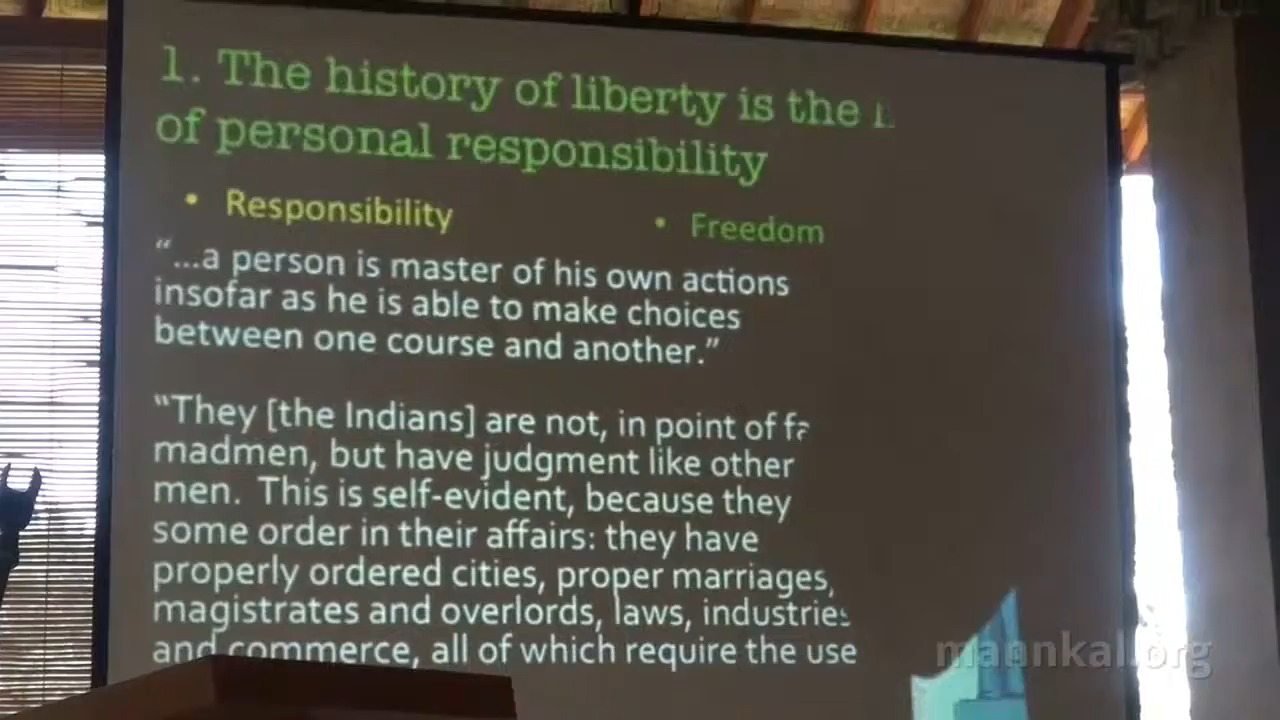 1. The history of liberty is the
of personal responsibility
• Responsibility
• Freedom
“...a person is master of his own actions
insofar as he is able to make choices
between one course and another.”
“They [the Indians] are not, in point of
madmen, but have judgment like other
men. This is self-evident, because they
some order in their affairs: they have
properly ordered cities, proper marriages,
magistrates and overlords, laws, industries
and commerce, all of which require the use
mannkal.org